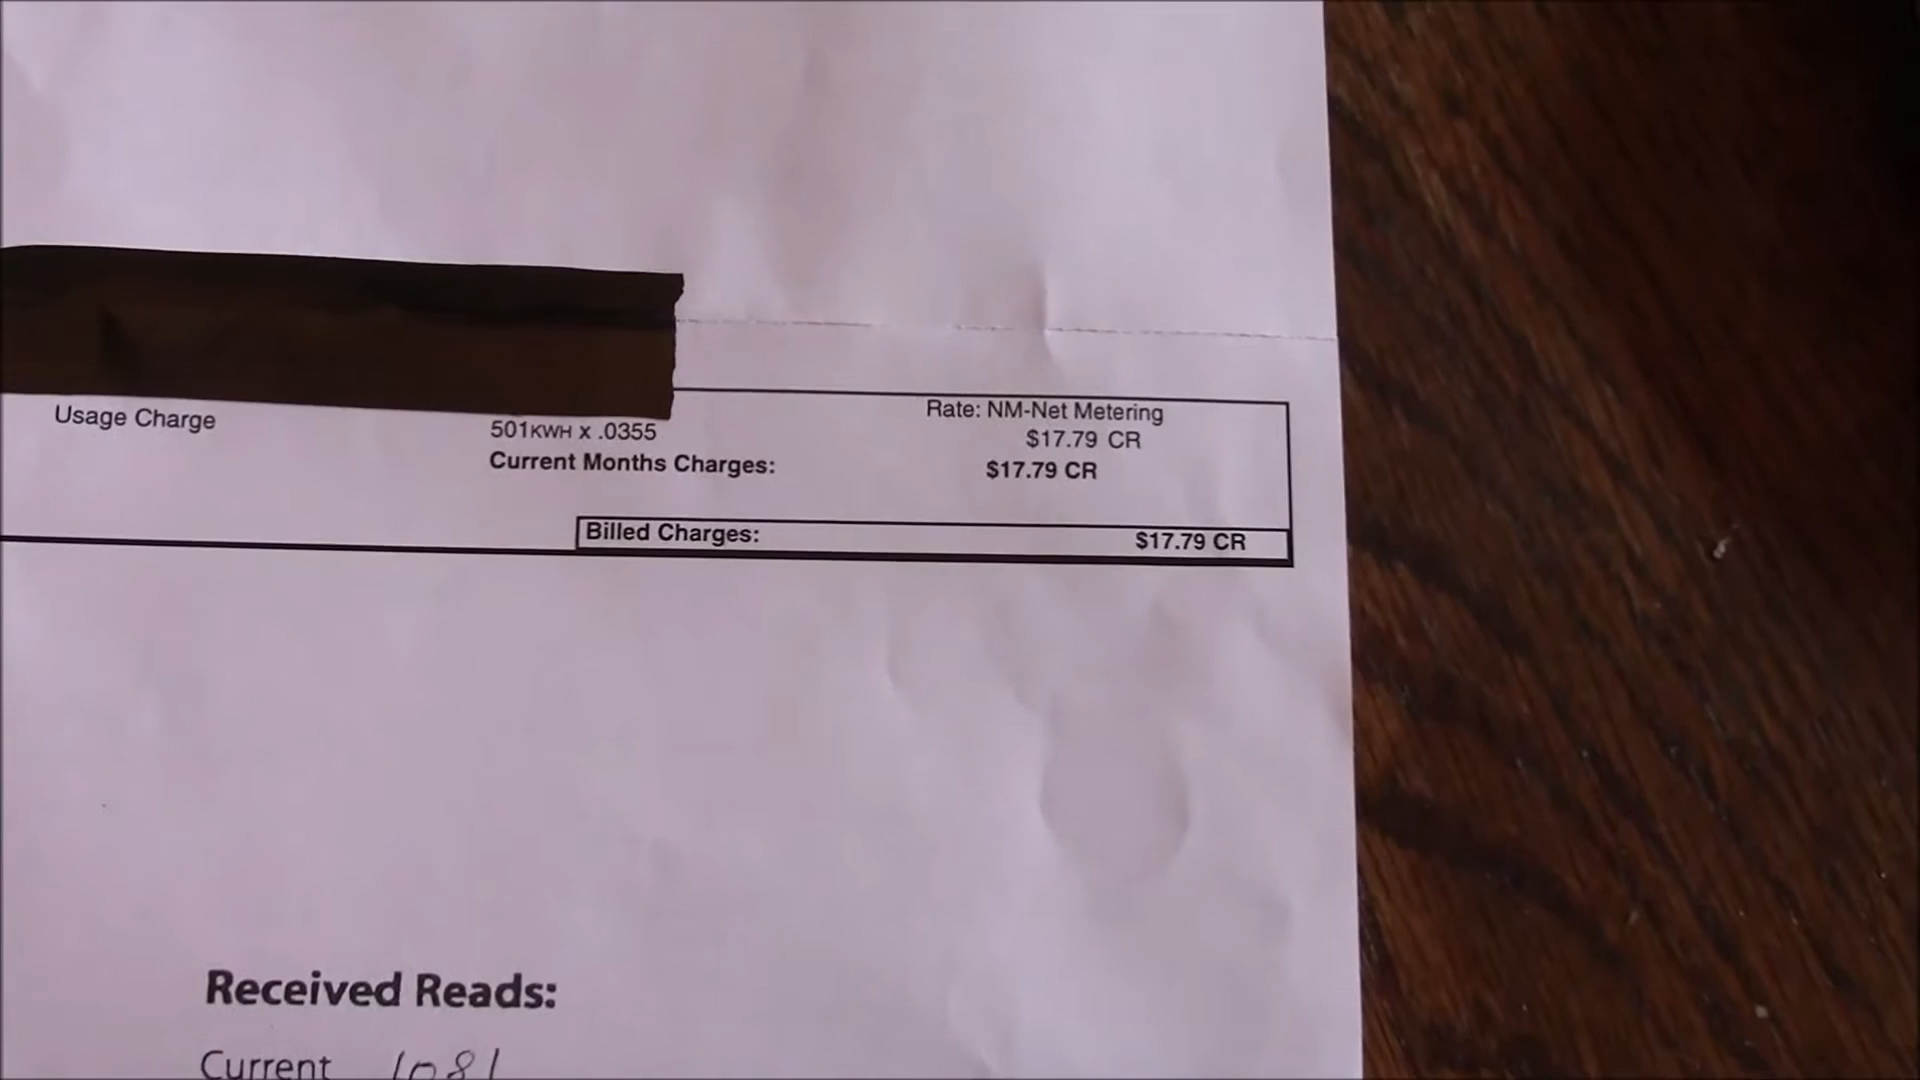 Rate: NM-Net Metering
Usage Charge 501KWH x .0355 $17.79 CR
Current Months Charges: $17.79 CR
Billed Charges: $17.79 CR
Received Reads:
Current 1081